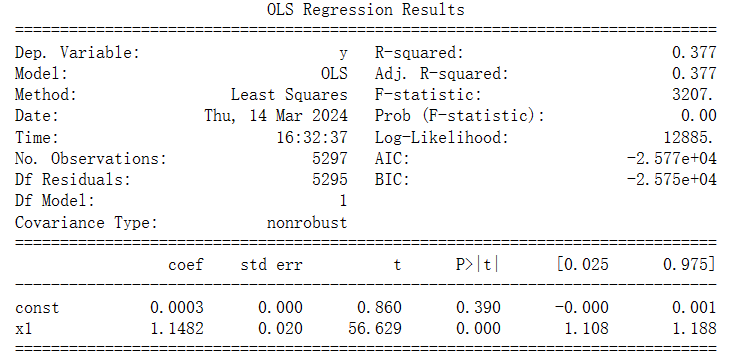 OLS Regression Results
==============================================================================
Dep. Variable:                      y   R-squared:                       0.377
Model:                            OLS   Adj. R-squared:                  0.377
Method:                 Least Squares   F-statistic:                     3207.
Date:                Thu, 14 Mar 2024   Prob (F-statistic):               0.00
Time:                        16:32:37   Log-Likelihood:                 12885.
No. Observations:                5297   AIC:                        -2.577e+04
Df Residuals:                    5295   BIC:                        -2.575e+04
Df Model:                           1
Covariance Type:            nonrobust
==============================================================================
                 coef    std err          t      P>|t|      [0.025      0.975]
------------------------------------------------------------------------------
const          0.0003      0.000      0.860      0.390      -0.000       0.001
x1             1.1482      0.020     56.629      0.000       1.108       1.188
==============================================================================